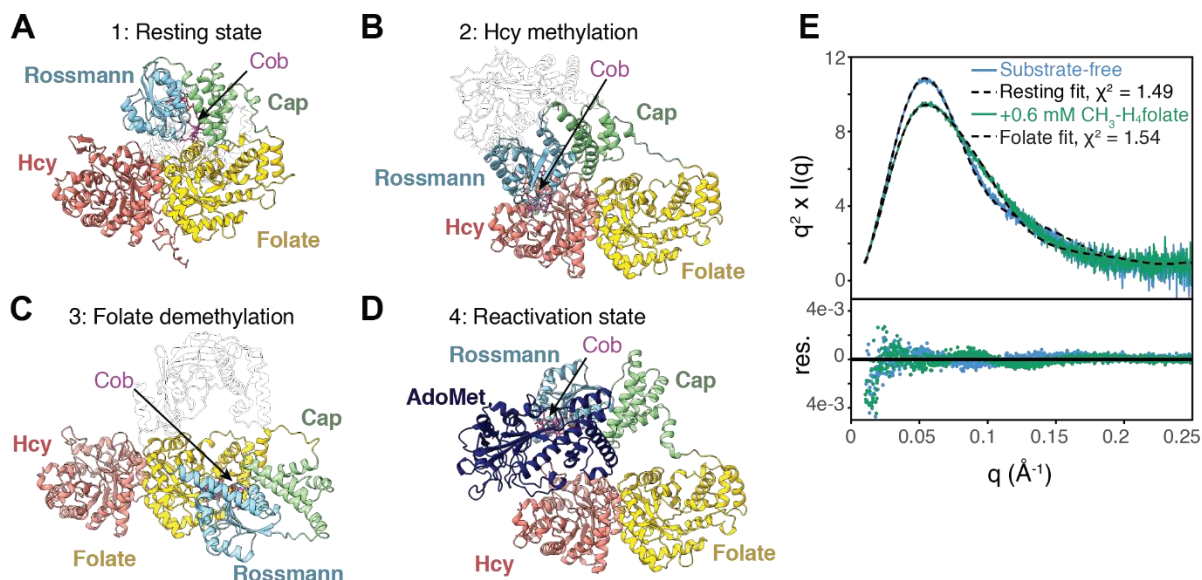 A
1: Resting state
Rossmann
Cob
Cap
Hcy
Folate
B
2: Hcy methylation
Cob
Cap
Rossmann
Hcy
Folate
C
3: Folate demethylation
Cob
Cap
Hcy
Folate
Rossmann
D
4: Reactivation state
Rossmann
Cob
AdoMet
Cap
Hcy
Folate
E
12
8
4
0
q² x I(q)
Substrate-free
Resting fit, χ² = 1.49
+0.6 mM CH₃-H₄folate
Folate fit, χ² = 1.54
4e-3
0
4e-3
res.
0
0.05
0.1
0.15
0.2
0.25
q (Å⁻¹)